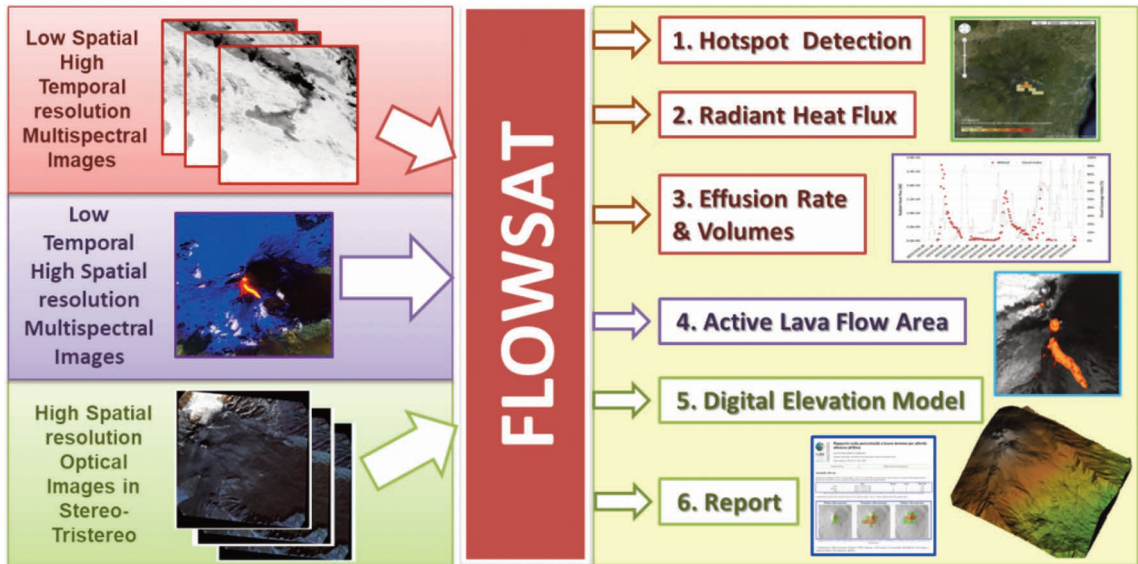 Low Spatial
High
Temporal
resolution
Multispectral
Images
Low
Temporal
High Spatial
resolution
Multispectral
Images
High Spatial
resolution
Optical
Images in
Stereo-
Tristereo
FLOWSAT
1. Hotspot Detection
2. Radiant Heat Flux
3. Effusion Rate
& Volumes
4. Active Lava Flow Area
5. Digital Elevation Model
6. Report